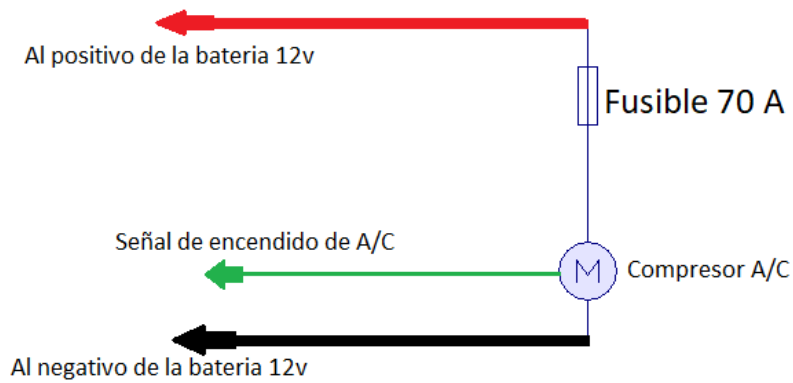 Al positivo de la bateria 12v
Fusible 70 A
Señal de encendido de A/C
M
Compresor A/C
Al negativo de la bateria 12v